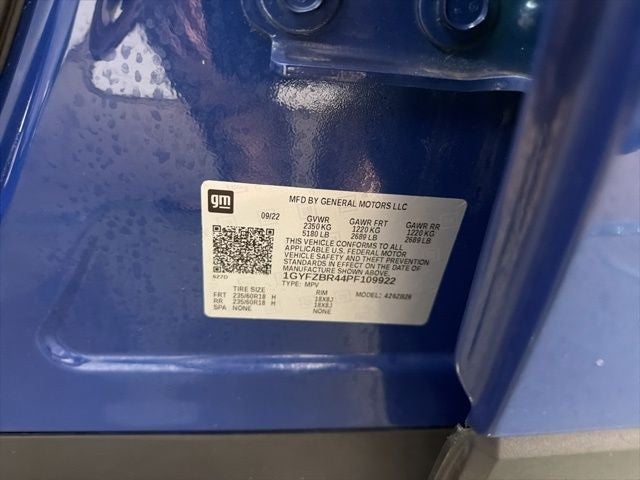 gm
MFD BY GENERAL MOTORS LLC
09/22 GVWR GAWR FRT GAWR RR
2350 KG 1220 KG 1220 KG
5180 LB 2689 LB 2689 LB
THIS VEHICLE CONFORMS TO ALL
APPLICABLE U.S. FEDERAL MOTOR
VEHICLE SAFETY AND THEFT PREVENTION
STANDARDS IN EFFECT ON THE DATE OF
MANUFACTURE SHOWN ABOVE.
1GYFZBR44PF109922
TYPE: MPV
TIRE SIZE RIM MODEL:
FRT 235/60R18 H 18X8J
RR 235/60R18 H 18X8J
SPA NONE NONE